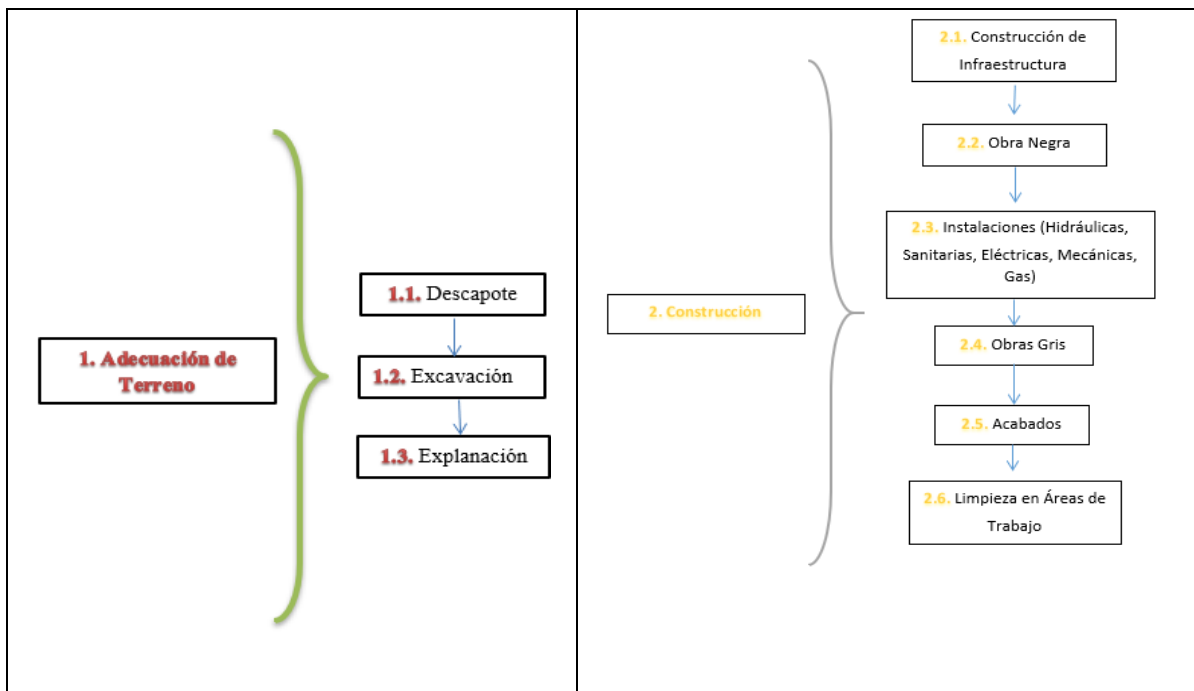 1. Adecuación de
Terreno
1.1. Descapote
1.2. Excavación
1.3. Explanación
2. Construcción
2.1. Construcción de
Infraestructura
2.2. Obra Negra
2.3. Instalaciones (Hidráulicas,
Sanitarias, Eléctricas, Mecánicas,
Gas)
2.4. Obras Gris
2.5. Acabados
2.6. Limpieza en Áreas de
Trabajo